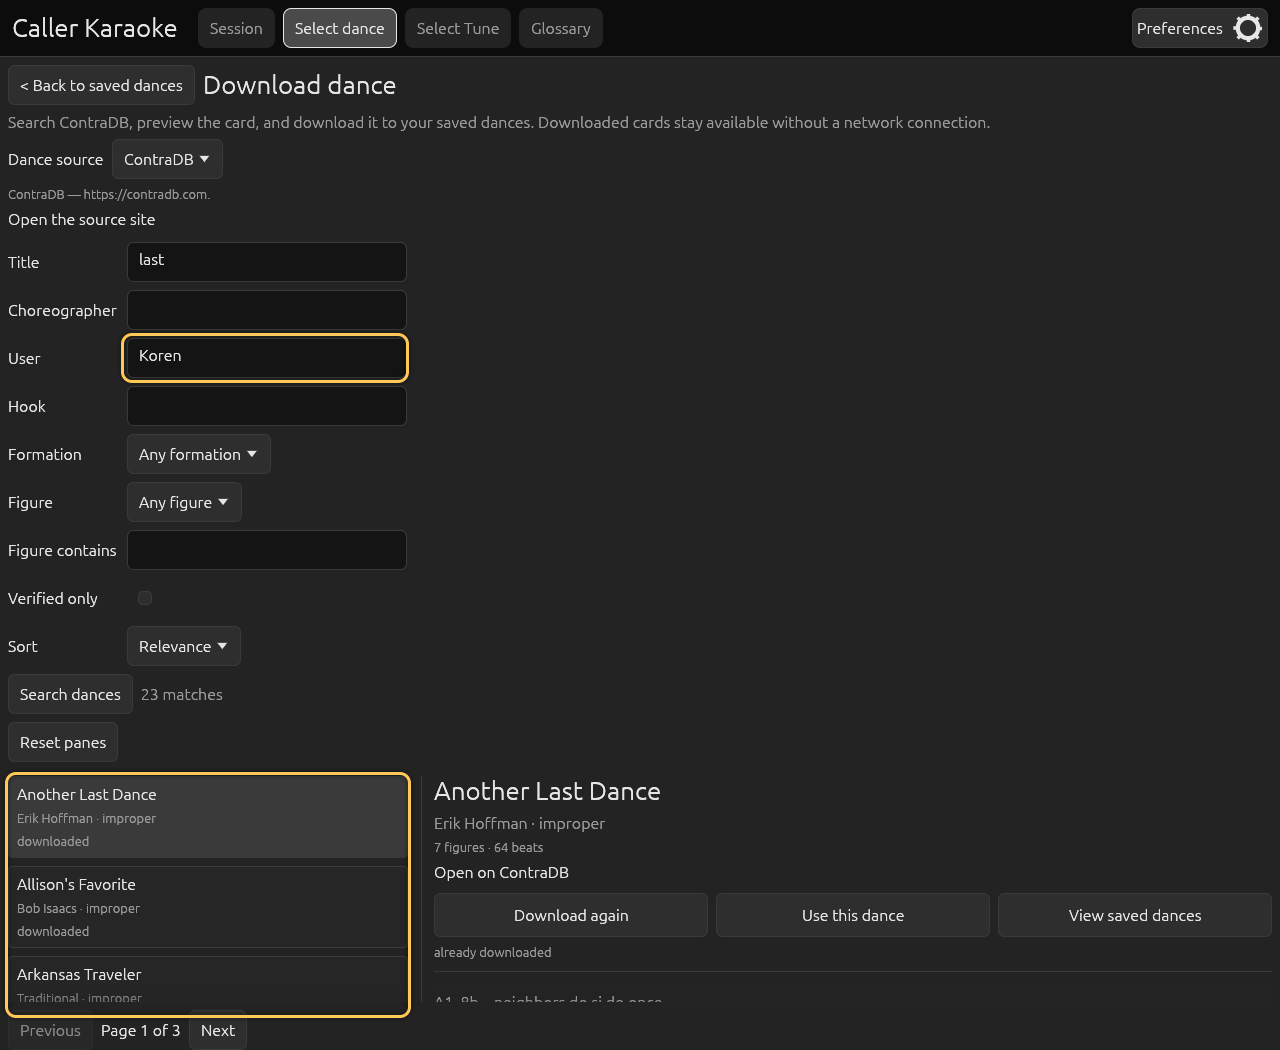 Caller Karaoke
Session
Select dance
Select Tune
Glossary
Preferences
< Back to saved dances
Download dance
Search ContraDB, preview the card, and download it to your saved dances. Downloaded cards stay available without a network connection.
Dance source
ContraDB
ContraDB — https://contradb.com.
Open the source site
Title
last
Choreographer
User
Koren
Hook
Formation
Any formation
Figure
Any figure
Figure contains
Verified only
Sort
Relevance
Search dances
23 matches
Reset panes
Another Last Dance
Erik Hoffman · improper
downloaded
Allison's Favorite
Bob Isaacs · improper
downloaded
Arkansas Traveler
Traditional · improper
Previous
Page 1 of 3
Next
Another Last Dance
Erik Hoffman · improper
7 figures · 64 beats
Open on ContraDB
Download again
Use this dance
View saved dances
already downloaded